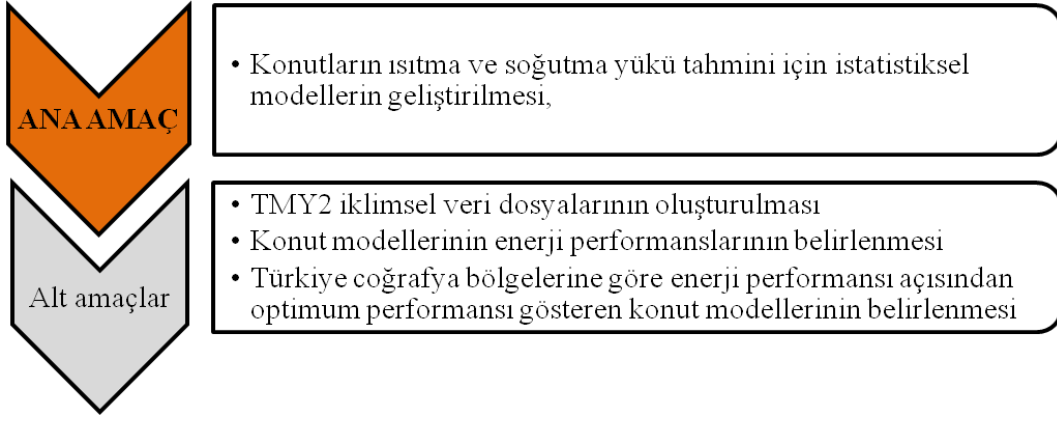 ANA AMAÇ
• Konutların ısıtma ve soğutma yükü tahmini için istatistiksel
modellerin geliştirilmesi,
Alt amaçlar
• TMY2 iklimsel veri dosyalarının oluşturulması
• Konut modellerinin enerji performanslarının belirlenmesi
• Türkiye coğrafya bölgelerine göre enerji performansı açısından
optimum performansı gösteren konut modellerinin belirlenmesi